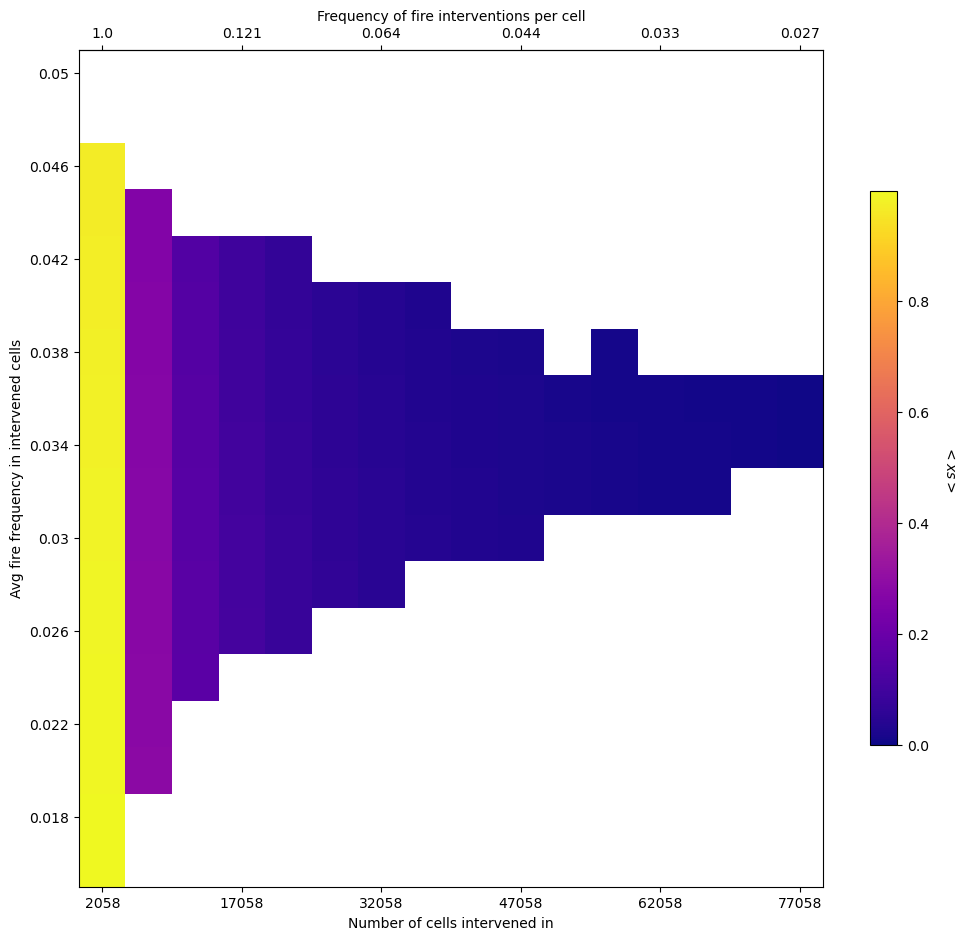 Frequency of fire interventions per cell
1.0 0.121 0.064 0.044 0.033 0.027
Avg fire frequency in intervened cells
0.05
0.046
0.042
0.038
0.034
0.03
0.026
0.022
0.018
2058 17058 32058 47058 62058 77058
Number of cells intervened in
0.8
0.6
0.4
0.2
0.0
< xs >